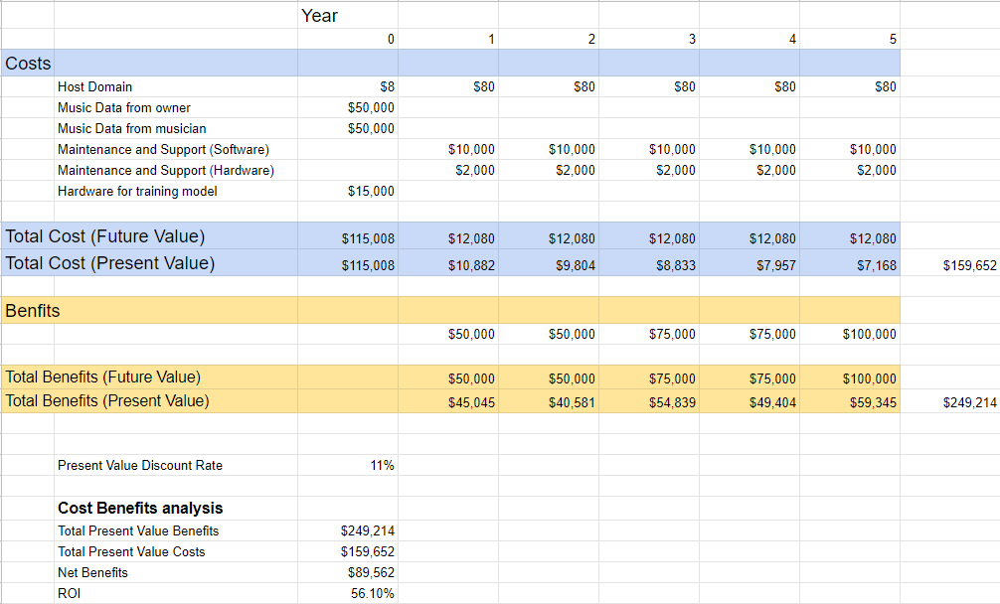 Year
0 1 2 3 4 5
Costs
Host Domain $8 $80 $80 $80 $80 $80
Music Data from owner $50,000
Music Data from musician $50,000
Maintenance and Support (Software) $10,000 $10,000 $10,000 $10,000 $10,000
Maintenance and Support (Hardware) $2,000 $2,000 $2,000 $2,000 $2,000
Hardware for training model $15,000
Total Cost (Future Value) $115,008 $12,080 $12,080 $12,080 $12,080 $12,080
Total Cost (Present Value) $115,008 $10,882 $9,804 $8,833 $7,957 $7,168 $159,652
Benfits
$50,000 $50,000 $75,000 $75,000 $100,000
Total Benefits (Future Value) $50,000 $50,000 $75,000 $75,000 $100,000
Total Benefits (Present Value) $45,045 $40,581 $54,839 $49,404 $59,345 $249,214
Present Value Discount Rate 11%
Cost Benefits analysis
Total Present Value Benefits $249,214
Total Present Value Costs $159,652
Net Benefits $89,562
ROI 56.10%